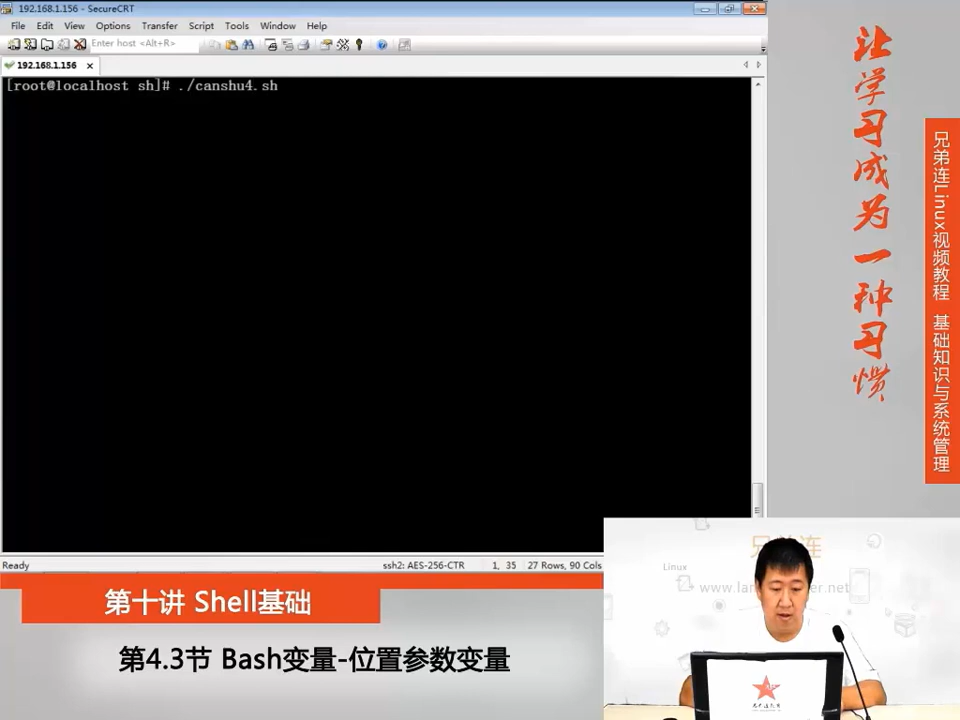 192.168.1.156 - SecureCRT
File Edit View Options Transfer Script Tools Window Help
Enter host <Alt+R>
192.168.1.156
[root@localhost sh]# ./canshu4.sh
Ready ssh2: AES-256-CTR 1, 35 27 Rows, 90 Cols
第十讲 Shell基础
第4.3节 Bash变量-位置参数变量
让学习成为一种习惯
兄弟连Linux视频教程 基础知识与系统管理
兄弟连
Linux